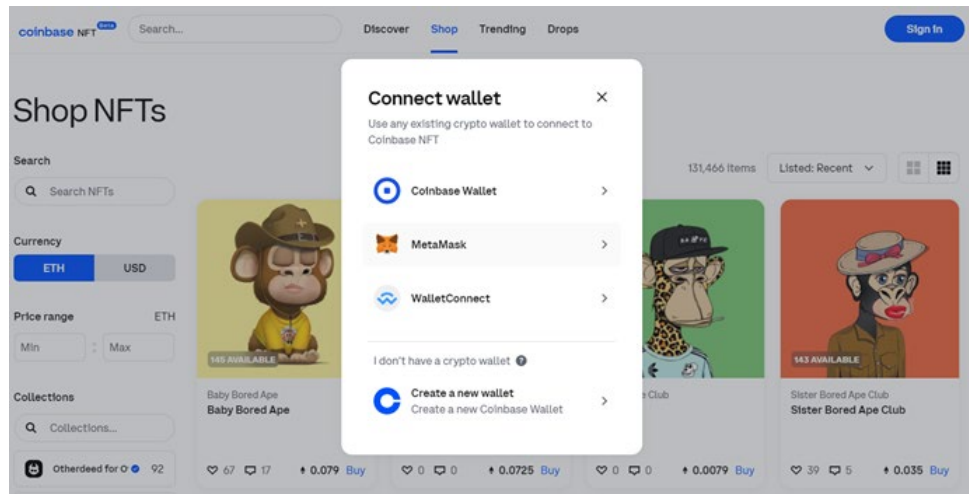 coinbase NFT Beta
Search...
Discover Shop Trending Drops
Sign In
Shop NFTs
Search
Search NFTs
Currency
ETH USD
Price range ETH
Min : Max
Collections
Collections...
Otherdeed for O 92
131,466 Items
Listed: Recent
Connect wallet
Use any existing crypto wallet to connect to
Coinbase NFT
Coinbase Wallet
MetaMask
WalletConnect
I don't have a crypto wallet ?
Create a new wallet
Create a new Coinbase Wallet
145 AVAILABLE
Baby Bored Ape
Baby Bored Ape
67 17 0.079 Buy
0 0 0.0725 Buy
Club
0 0 0.0079 Buy
143 AVAILABLE
Sister Bored Ape Club
Sister Bored Ape Club
39 5 0.035 Buy